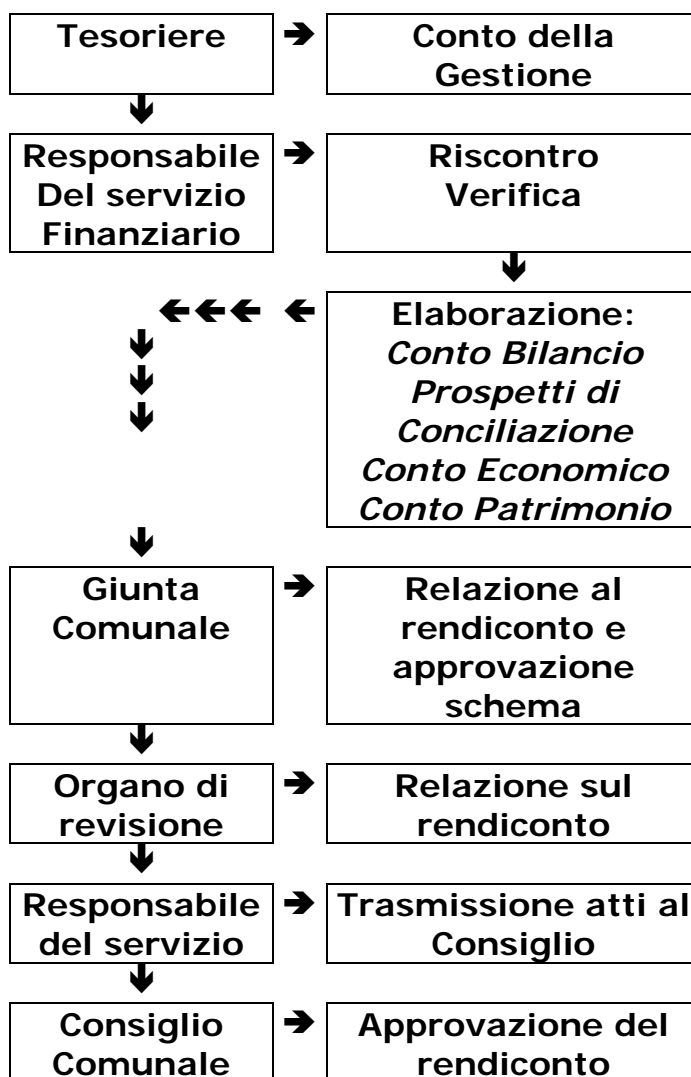 Tesoriere ➔ Conto della
Gestione
Responsabile ➔ Riscontro
Del servizio Verifica
Finanziario
Elaborazione:
Conto Bilancio
Prospetti di
Conciliazione
Conto Economico
Conto Patrimonio
Giunta ➔ Relazione al
Comunale rendiconto e
approvazione
schema
Organo di ➔ Relazione sul
revisione rendiconto
Responsabile ➔ Trasmissione atti al
del servizio Consiglio
Consiglio ➔ Approvazione del
Comunale rendiconto